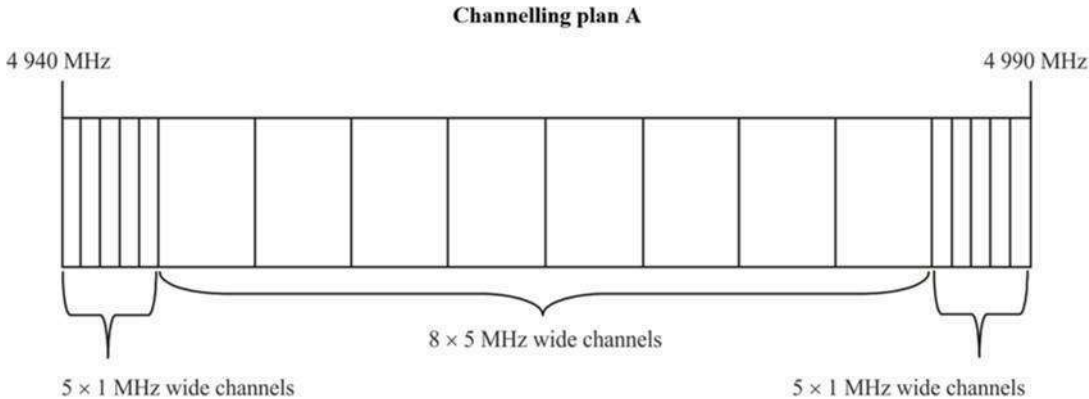 Channelling plan A
4 940 MHz
4 990 MHz
8 × 5 MHz wide channels
5 × 1 MHz wide channels
5 × 1 MHz wide channels